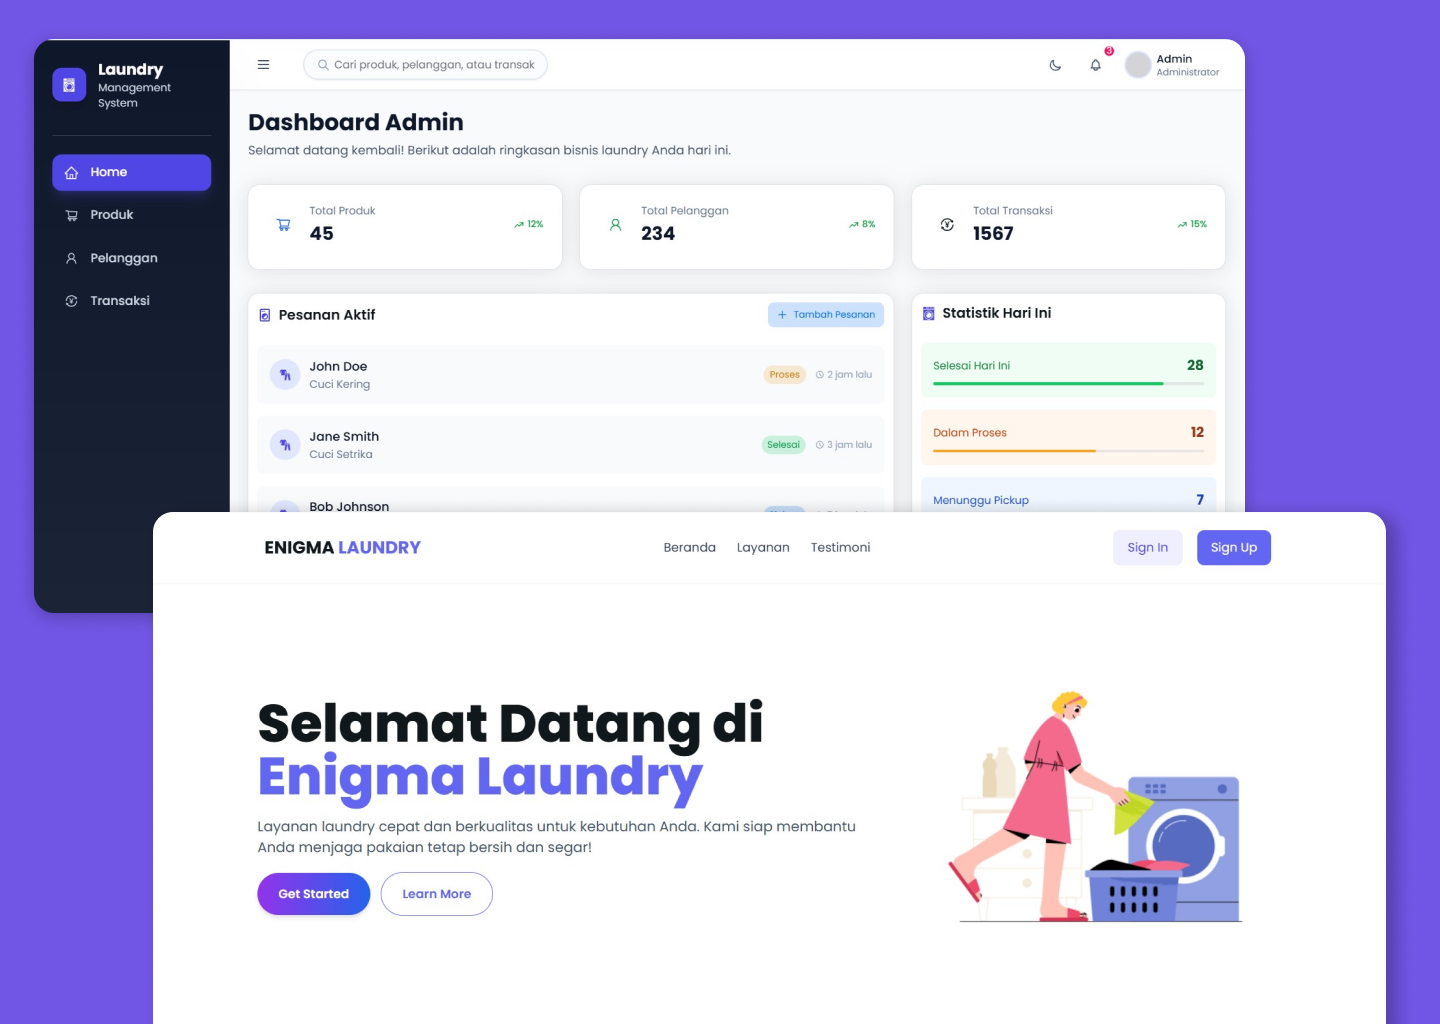 Laundry
Management
System
Home
Produk
Pelanggan
Transaksi
Cari produk, pelanggan, atau transak
3
Admin
Administrator
Dashboard Admin
Selamat datang kembali! Berikut adalah ringkasan bisnis laundry Anda hari ini.
Total Produk
45
12%
Total Pelanggan
234
8%
Total Transaksi
1567
15%
Pesanan Aktif
+ Tambah Pesanan
John Doe
Cuci Kering
Proses
2 jam lalu
Jane Smith
Cuci Setrika
Selesai
3 jam lalu
Bob Johnson
Statistik Hari Ini
Selesai Hari Ini
28
Dalam Proses
12
Menunggu Pickup
7
ENIGMA LAUNDRY
Beranda
Layanan
Testimoni
Sign In
Sign Up
Selamat Datang di
Enigma Laundry
Layanan laundry cepat dan berkualitas untuk kebutuhan Anda. Kami siap membantu
Anda menjaga pakaian tetap bersih dan segar!
Get Started
Learn More